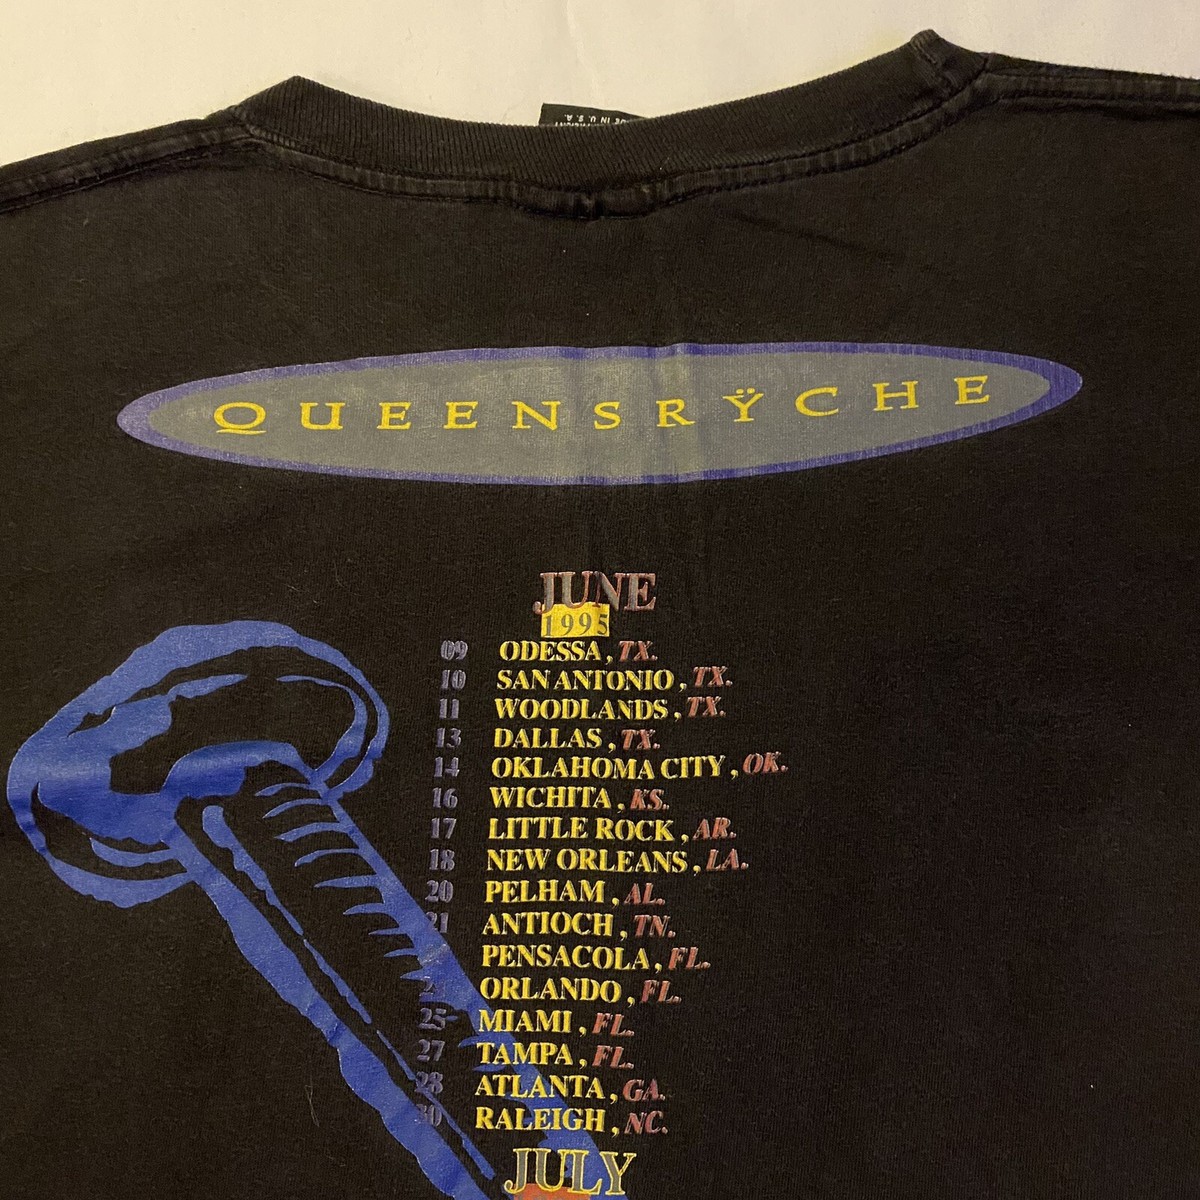 MADE IN U.S.A.
QUEENSRŸCHE
JUNE
1995
09 ODESSA, TX.
10 SAN ANTONIO, TX.
11 WOODLANDS, TX.
13 DALLAS, TX.
14 OKLAHOMA CITY, OK.
16 WICHITA, KS.
17 LITTLE ROCK, AR.
18 NEW ORLEANS, LA.
20 PELHAM, AL.
21 ANTIOCH, TN.
PENSACOLA, FL.
ORLANDO, FL.
25 MIAMI, FL.
27 TAMPA, FL.
28 ATLANTA, GA.
30 RALEIGH, NC.
JULY